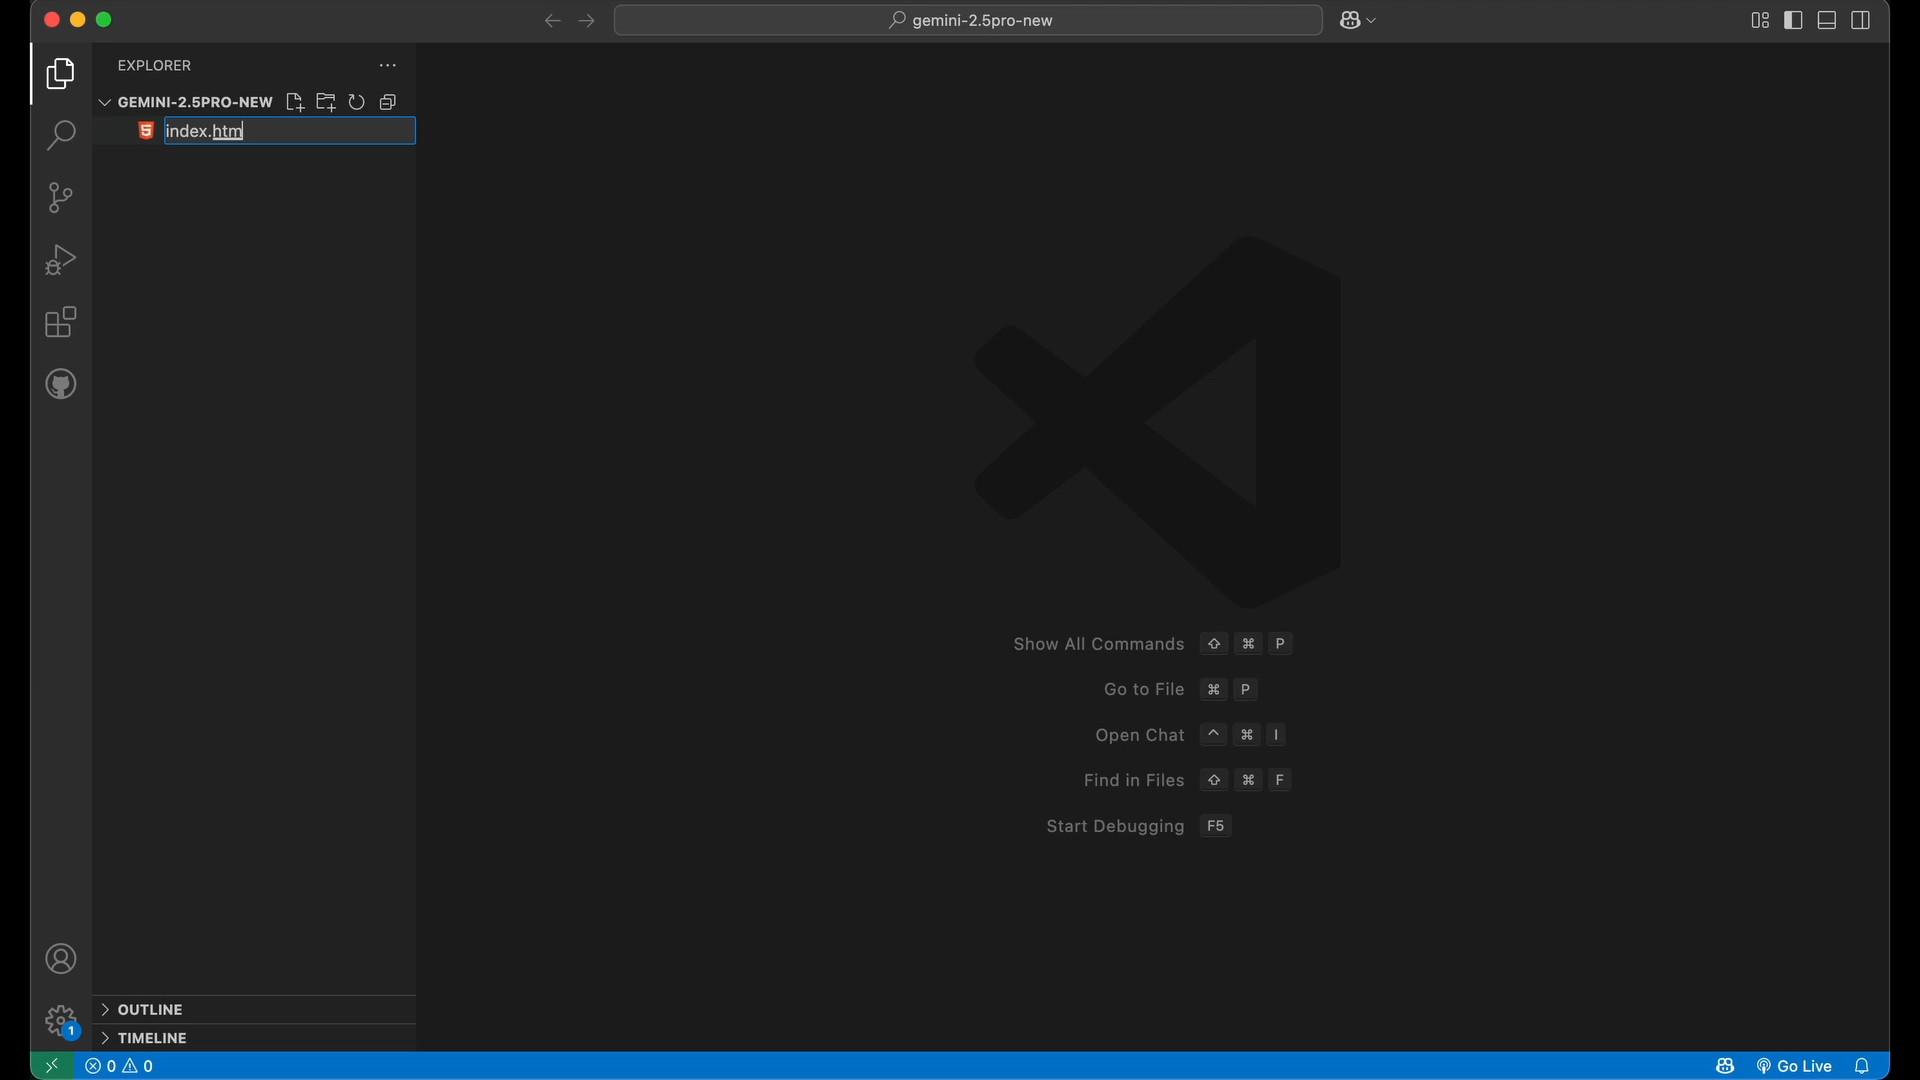 gemini-2.5pro-new
EXPLORER
GEMINI-2.5PRO-NEW
index.htm
Show All Commands ⇧ ⌘ P
Go to File ⌘ P
Open Chat ^ ⌘ I
Find in Files ⇧ ⌘ F
Start Debugging F5
OUTLINE
1
TIMELINE
0 0
Go Live